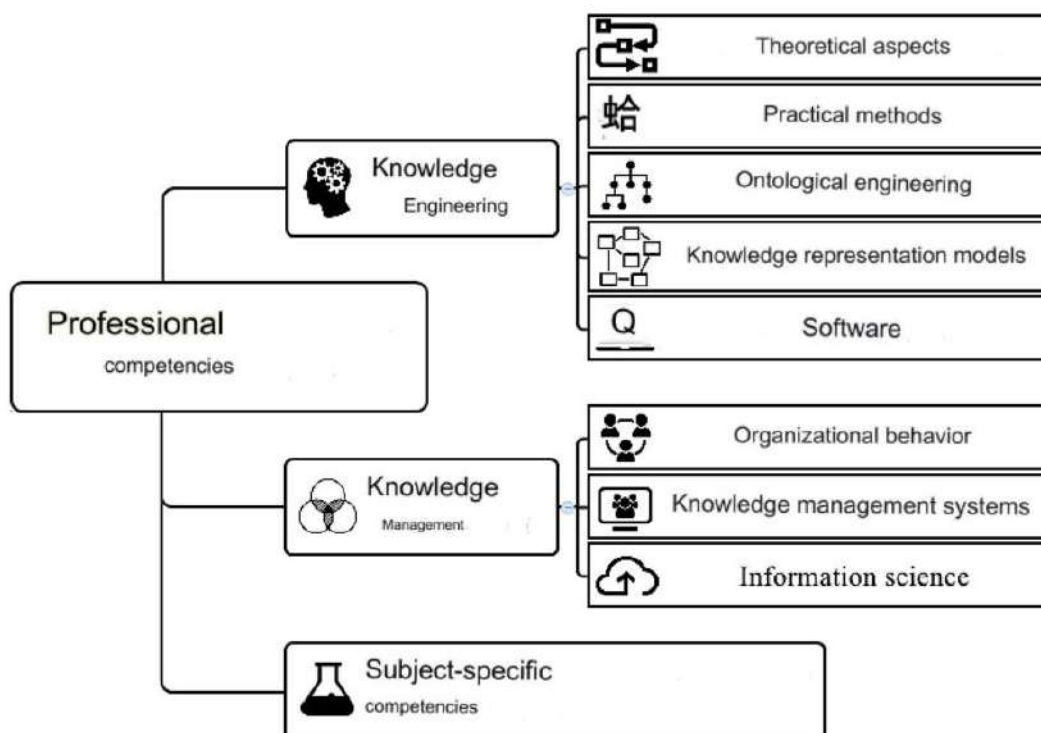 Theoretical aspects
蛤
Practical methods
Knowledge
Engineering
Ontological engineering
Knowledge representation models
Professional
competencies
Q
Software
Organizational behavior
Knowledge
Management
Knowledge management systems
Information science
Subject-specific
competencies